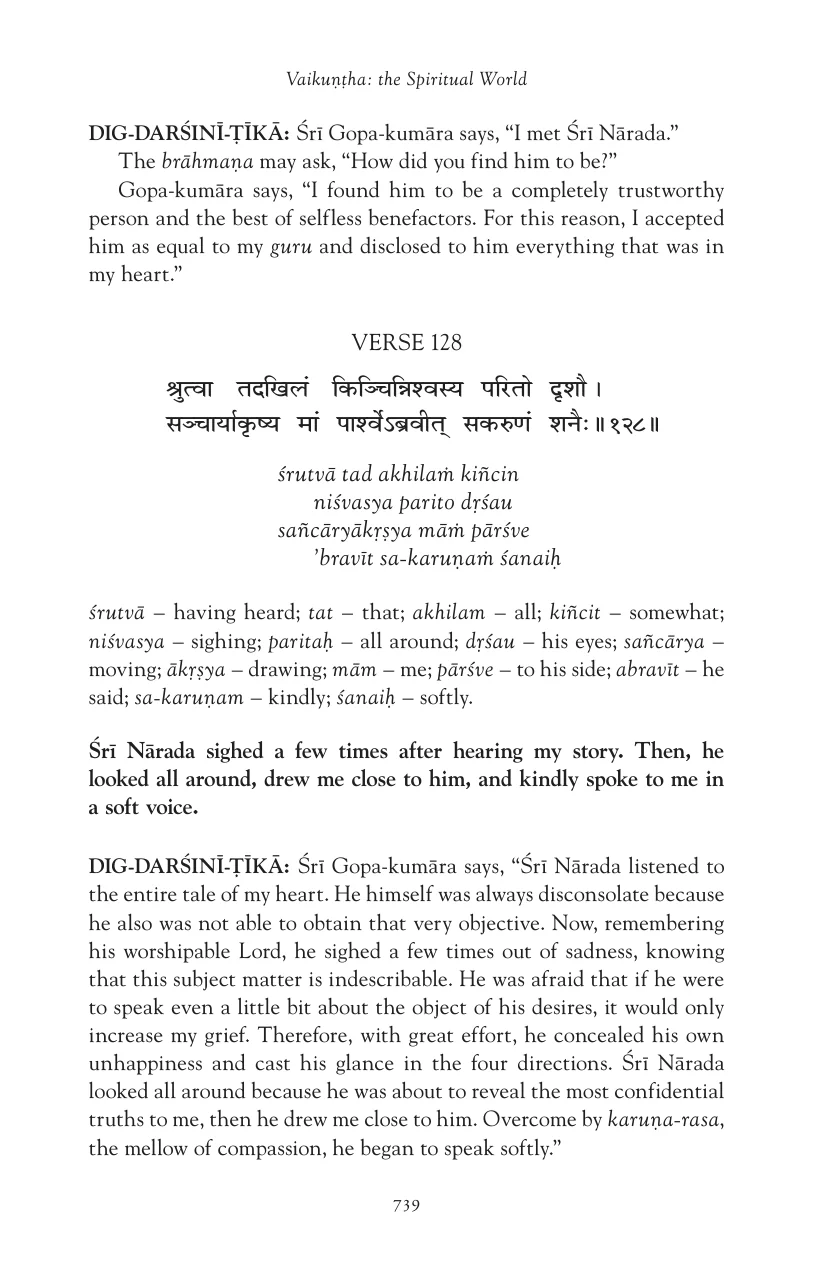 Vaikuṇṭha: the Spiritual World
DIG-DARŚINĪ-ṬĪKĀ: Śrī Gopa-kumāra says, “I met Śrī Nārada.”
The brāhmaṇa may ask, “How did you find him to be?”
Gopa-kumāra says, “I found him to be a completely trustworthy
person and the best of selfless benefactors. For this reason, I accepted
him as equal to my guru and disclosed to him everything that was in
my heart.”
VERSE 128
श्रुत्वा तदखिलं किञ्चिन्निश्वस्य परितो दृशौ ।
सञ्चार्याकृष्य मां पार्श्वेऽब्रवीत् सकरुणं शनैः ॥ १२८ ॥
śrutvā tad akhilaṁ kiñcin
niśvasya parito dṛśau
sañcāryākṛṣya māṁ pārśve
’bravīt sa-karuṇaṁ śanaiḥ
śrutvā – having heard; tat – that; akhilam – all; kiñcit – somewhat;
niśvasya – sighing; paritaḥ – all around; dṛśau – his eyes; sañcārya –
moving; ākṛṣya – drawing; mām – me; pārśve – to his side; abravīt – he
said; sa-karuṇam – kindly; śanaiḥ – softly.
Śrī Nārada sighed a few times after hearing my story. Then, he
looked all around, drew me close to him, and kindly spoke to me in
a soft voice.
DIG-DARŚINĪ-ṬĪKĀ: Śrī Gopa-kumāra says, “Śrī Nārada listened to
the entire tale of my heart. He himself was always disconsolate because
he also was not able to obtain that very objective. Now, remembering
his worshipable Lord, he sighed a few times out of sadness, knowing
that this subject matter is indescribable. He was afraid that if he were
to speak even a little bit about the object of his desires, it would only
increase my grief. Therefore, with great effort, he concealed his own
unhappiness and cast his glance in the four directions. Śrī Nārada
looked all around because he was about to reveal the most confidential
truths to me, then he drew me close to him. Overcome by karuṇa-rasa,
the mellow of compassion, he began to speak softly.”
739